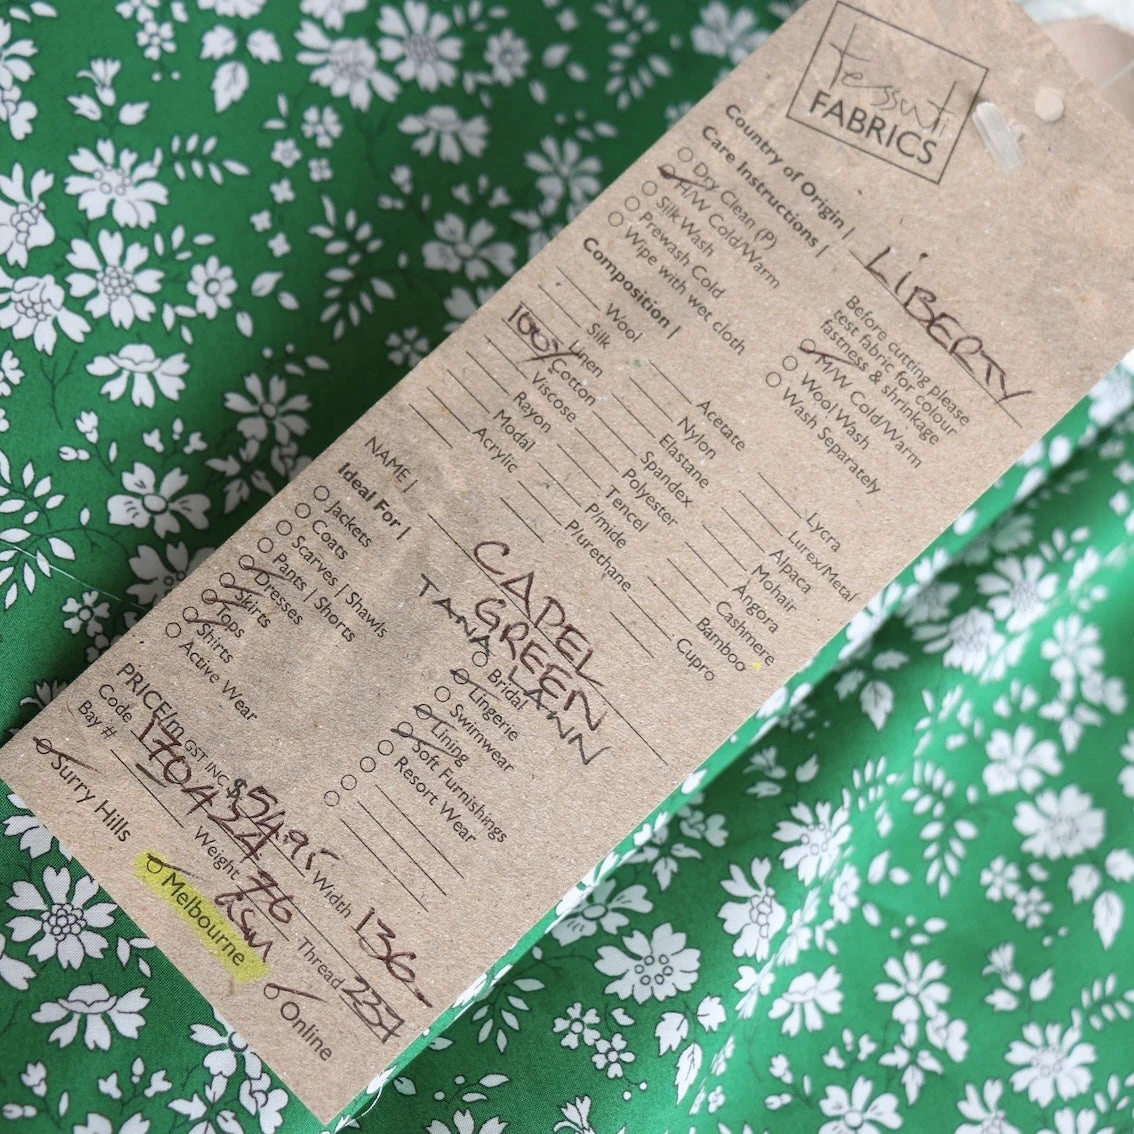 Tessuti
FABRICS
Country of Origin | LIBERTY
Care Instructions |
Before cutting please
test fabric for colour
fastness & shrinkage
Dry Clean (P)
H/W Cold/Warm
Silk Wash
Prewash Cold
Wipe with wet cloth
M/W Cold/Warm
Wool Wash
Wash Separately
Composition |
Wool
Silk
Linen
100% Cotton
Viscose
Rayon
Modal
Acrylic
Acetate
Nylon
Elastane
Spandex
Polyester
Tencel
P/mide
P/urethane
Lycra
Lurex/Metal
Alpaca
Mohair
Angora
Cashmere
Bamboo
Cupro
NAME | CAPEL
GREEN
TANA LAWN
Ideal For |
Jackets
Coats
Scarves | Shawls
Pants | Shorts
Dresses
Skirts
Tops
Shirts
Active Wear
Bridal
Lingerie
Swimwear
Lining
Soft Furnishings
Resort Wear
PRICE/m GST INC $54.95 Width 136
Code 170424 Weight 76 Thread 237
Bay #
Surry Hills
Melbourne
Online